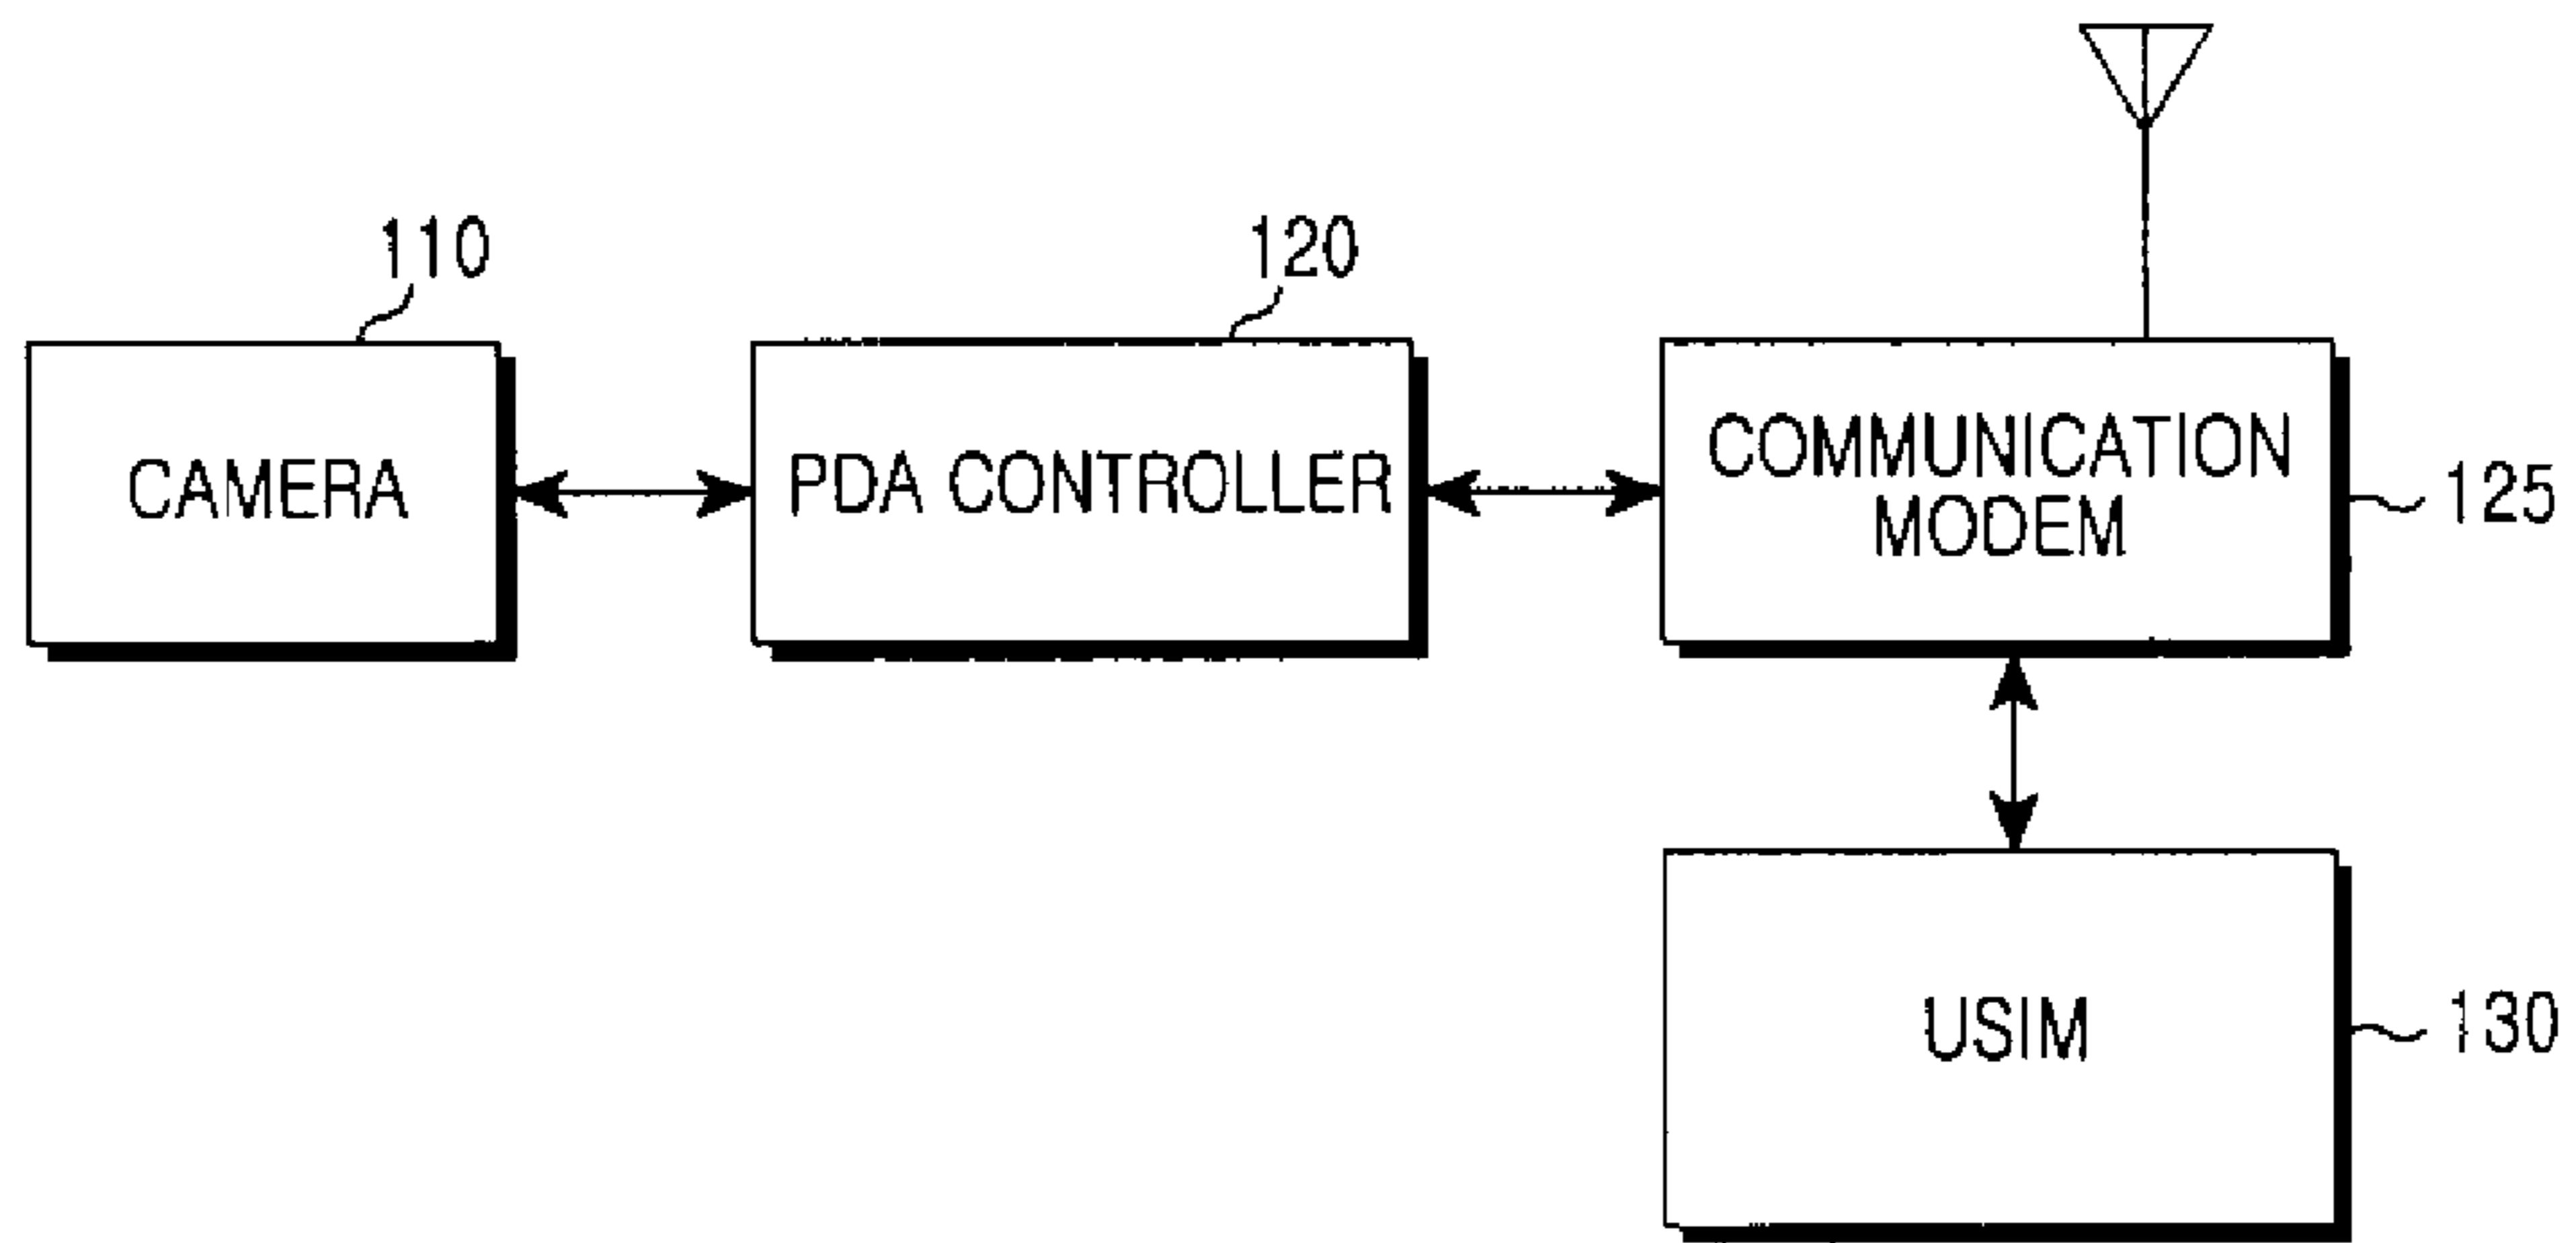 110
120
CAMERA
PDA CONTROLLER
COMMUNICATION
MODEM
125
USIM
130